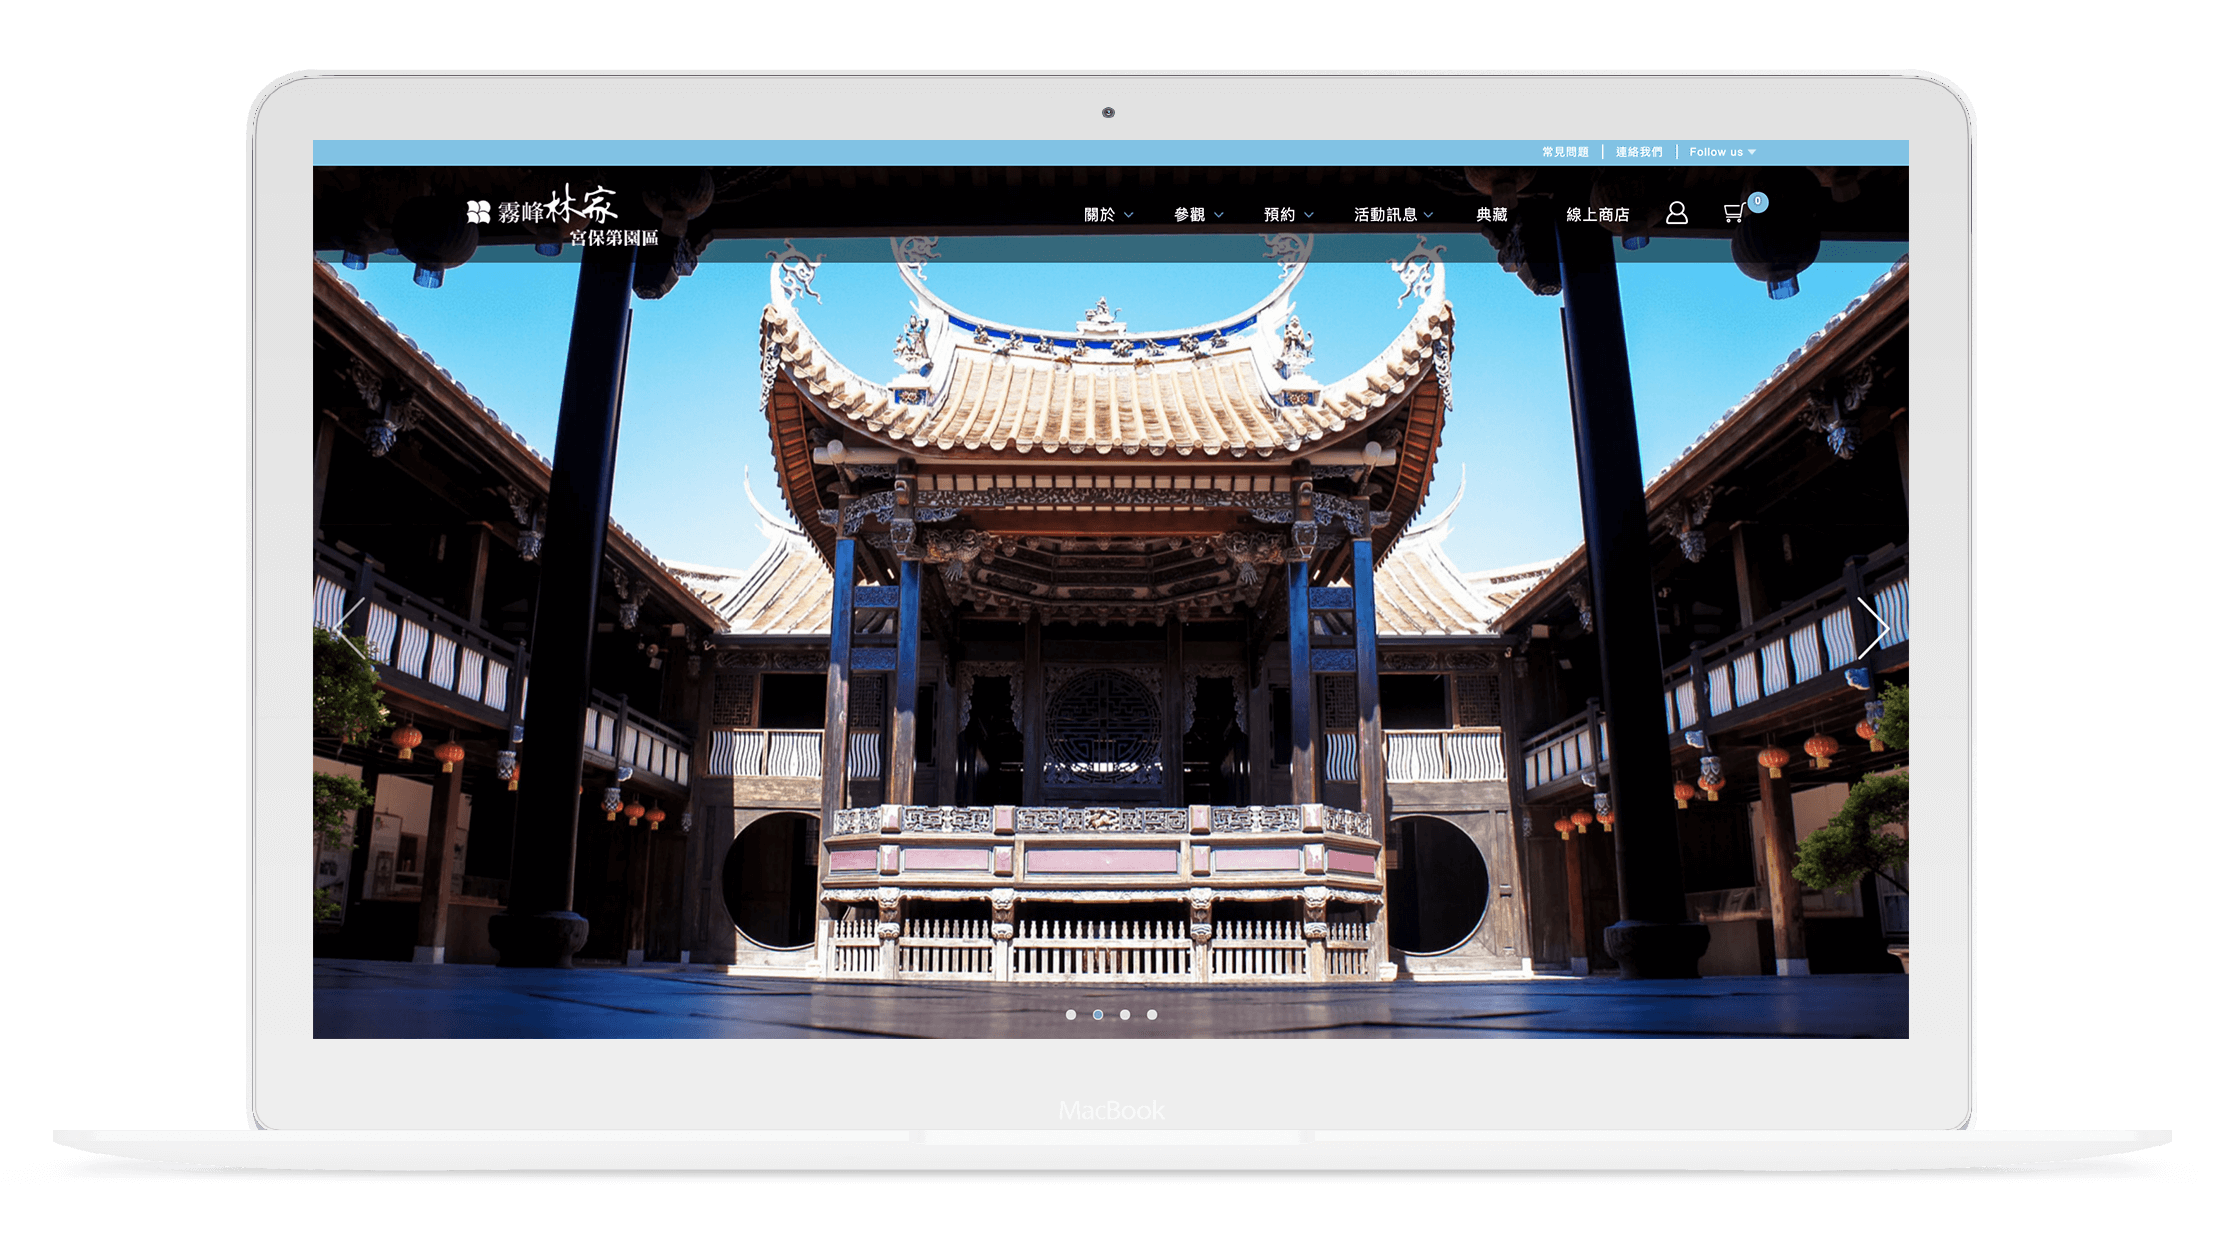 常見問題 | 連絡我們 | Follow us
霧峰林家
宮保第園區
關於 參觀 預約 活動訊息 典藏 線上商店 0
MacBook